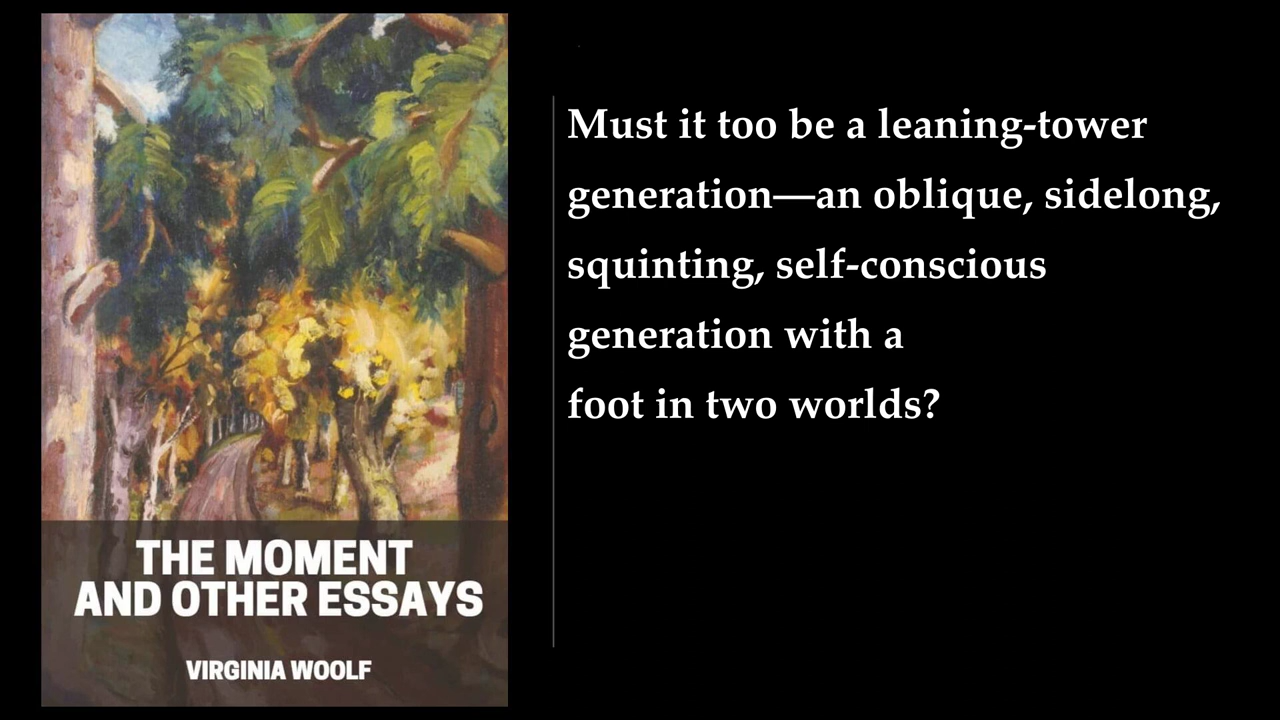 Must it too be a leaning-tower
generation—an oblique, sidelong,
squinting, self-conscious
generation with a
foot in two worlds?
THE MOMENT
AND OTHER ESSAYS
VIRGINIA WOOLF